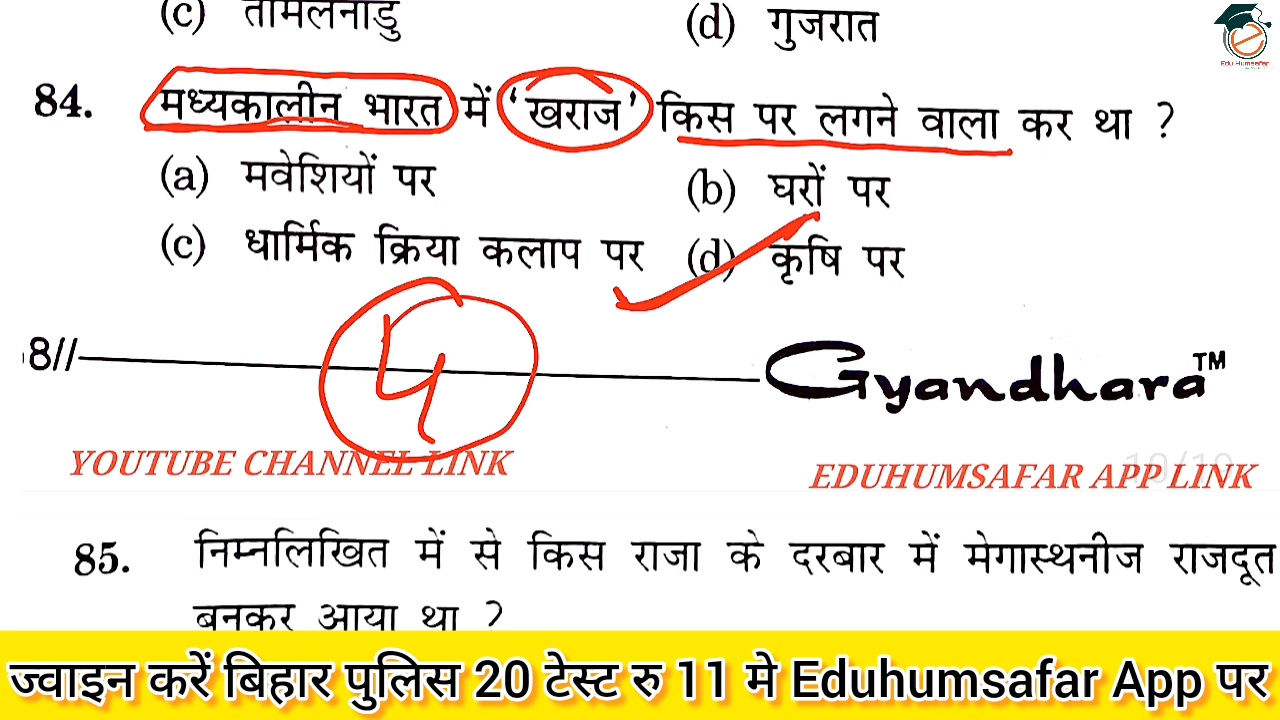 (c) तामिलनाडु (d) गुजरात
Edu Humsafar
84. मध्यकालीन भारत में 'खराज' किस पर लगने वाला कर था ?
(a) मवेशियों पर (b) घरों पर
(c) धार्मिक क्रिया कलाप पर (d) कृषि पर
8//
Gyandhara™
YOUTUBE CHANNEL LINK
EDUHUMSAFAR APP LINK
85. निम्नलिखित में से किस राजा के दरबार में मेगास्थनीज राजदूत
बनकर आया था ?
ज्वाइन करें बिहार पुलिस 20 टेस्ट रु 11 मे Eduhumsafar App पर